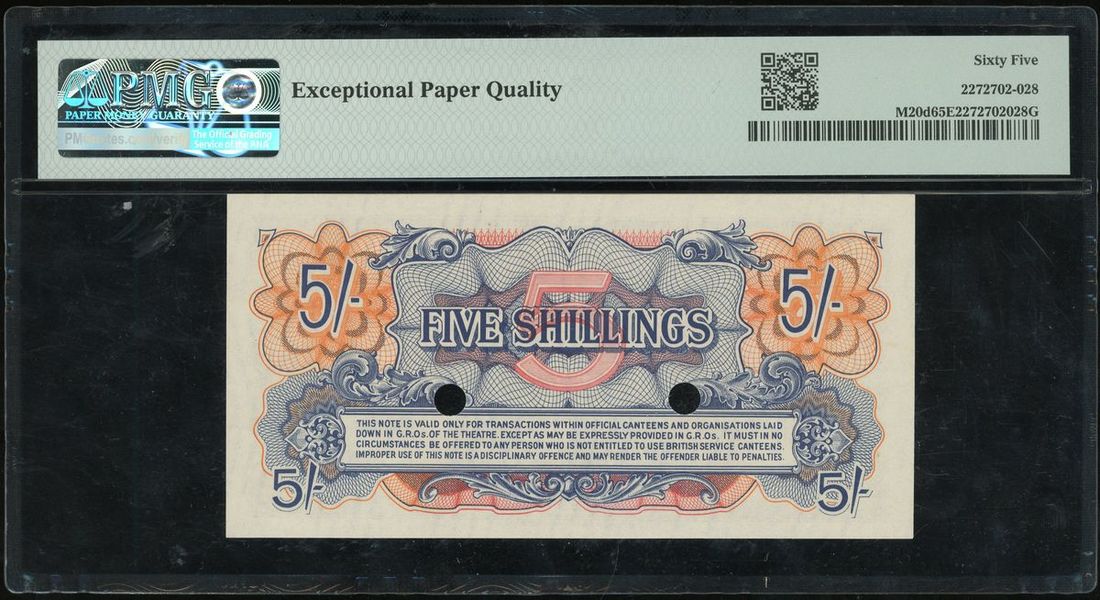 PMG
PAPER MONEY GUARANTY
The Official Grading
Service of the ANA
Exceptional Paper Quality
Sixty Five
2272702-028
M20d65E2272702028G
5/-
5
5/-
FIVE SHILLINGS
THIS NOTE IS VALID ONLY FOR TRANSACTIONS WITHIN OFFICIAL CANTEENS AND ORGANISATIONS LAID
DOWN IN G.R.Os. OF THE THEATRE. EXCEPT AS MAY BE EXPRESSLY PROVIDED IN G.R.Os. IT MUST IN NO
CIRCUMSTANCES BE OFFERED TO ANY PERSON WHO IS NOT ENTITLED TO USE BRITISH SERVICE CANTEENS.
IMPROPER USE OF THIS NOTE IS A DISCIPLINARY OFFENCE AND MAY RENDER THE OFFENDER LIABLE TO PENALTIES.
5/-
5/-